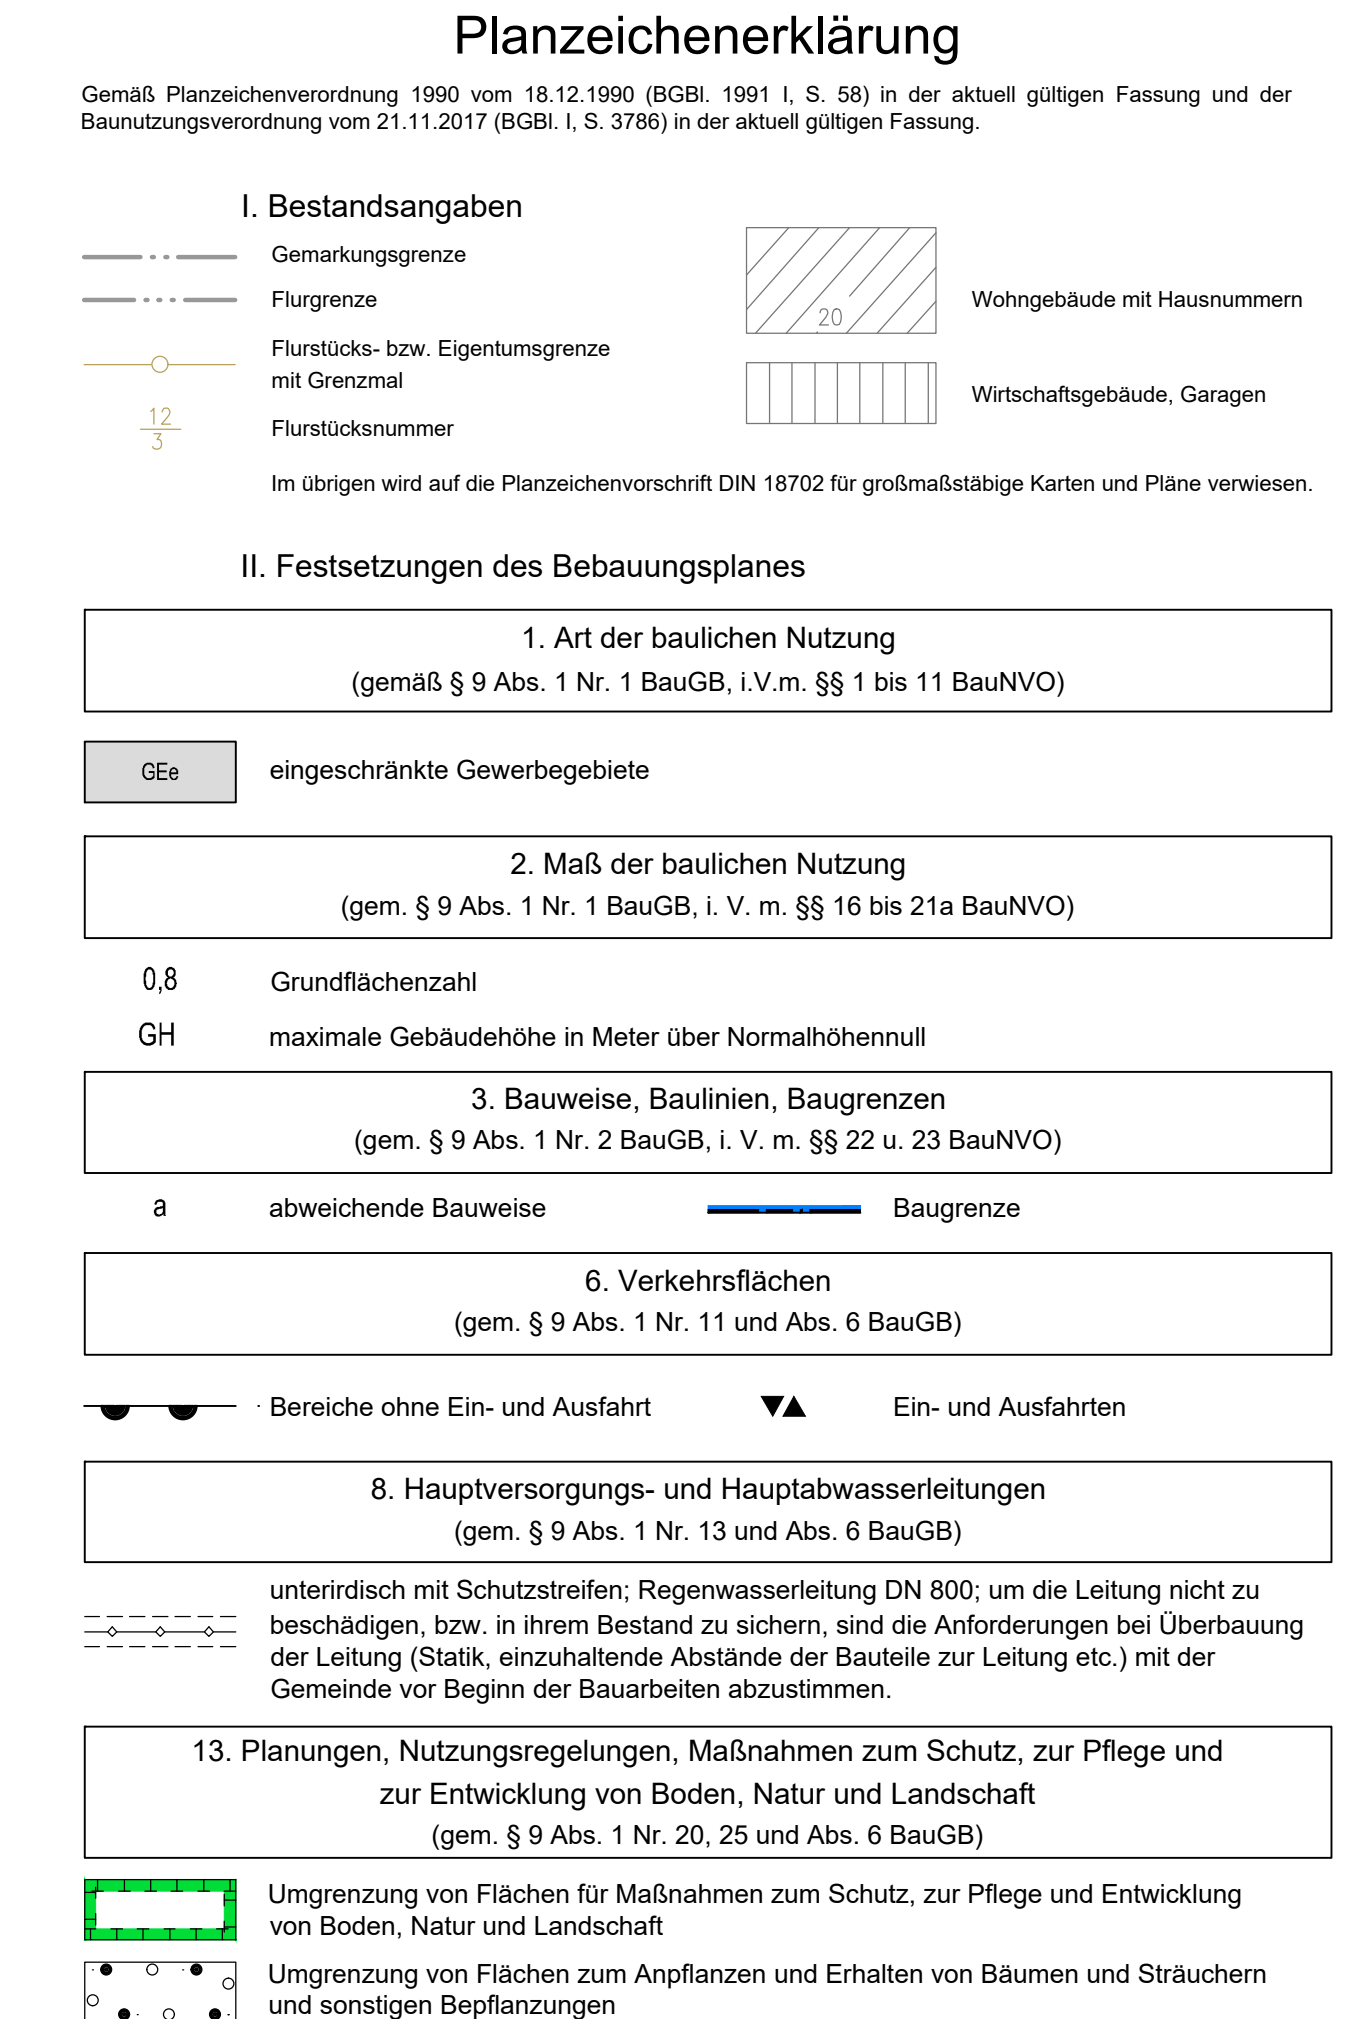 Planzeichenerklärung
Gemäß Planzeichenverordnung 1990 vom 18.12.1990 (BGBl. 1991 I, S. 58) in der aktuell gültigen Fassung und der
Baunutzungsverordnung vom 21.11.2017 (BGBl. I, S. 3786) in der aktuell gültigen Fassung.
I. Bestandsangaben
Gemarkungsgrenze
Flurgrenze
Flurstücks- bzw. Eigentumsgrenze
mit Grenzmal
12
3
Flurstücksnummer
20
Wohngebäude mit Hausnummern
Wirtschaftsgebäude, Garagen
Im übrigen wird auf die Planzeichenvorschrift DIN 18702 für großmaßstäbige Karten und Pläne verwiesen.
II. Festsetzungen des Bebauungsplanes
1. Art der baulichen Nutzung
(gemäß § 9 Abs. 1 Nr. 1 BauGB, i.V.m. §§ 1 bis 11 BauNVO)
GEe eingeschränkte Gewerbegebiete
2. Maß der baulichen Nutzung
(gem. § 9 Abs. 1 Nr. 1 BauGB, i. V. m. §§ 16 bis 21a BauNVO)
0,8 Grundflächenzahl
GH maximale Gebäudehöhe in Meter über Normalhöhennull
3. Bauweise, Baulinien, Baugrenzen
(gem. § 9 Abs. 1 Nr. 2 BauGB, i. V. m. §§ 22 u. 23 BauNVO)
a abweichende Bauweise Baugrenze
6. Verkehrsflächen
(gem. § 9 Abs. 1 Nr. 11 und Abs. 6 BauGB)
Bereiche ohne Ein- und Ausfahrt Ein- und Ausfahrten
8. Hauptversorgungs- und Hauptabwasserleitungen
(gem. § 9 Abs. 1 Nr. 13 und Abs. 6 BauGB)
unterirdisch mit Schutzstreifen; Regenwasserleitung DN 800; um die Leitung nicht zu
beschädigen, bzw. in ihrem Bestand zu sichern, sind die Anforderungen bei Überbauung
der Leitung (Statik, einzuhaltende Abstände der Bauteile zur Leitung etc.) mit der
Gemeinde vor Beginn der Bauarbeiten abzustimmen.
13. Planungen, Nutzungsregelungen, Maßnahmen zum Schutz, zur Pflege und
zur Entwicklung von Boden, Natur und Landschaft
(gem. § 9 Abs. 1 Nr. 20, 25 und Abs. 6 BauGB)
Umgrenzung von Flächen für Maßnahmen zum Schutz, zur Pflege und Entwicklung
von Boden, Natur und Landschaft
Umgrenzung von Flächen zum Anpflanzen und Erhalten von Bäumen und Sträuchern
und sonstigen Bepflanzungen